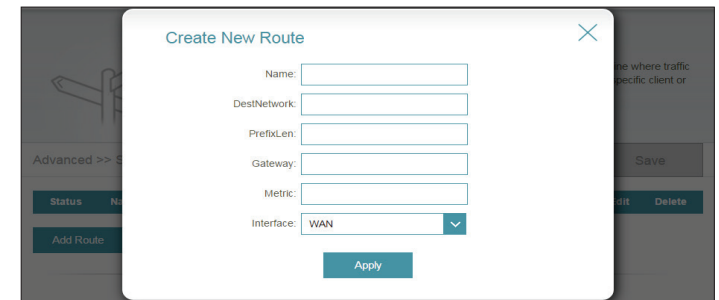 Create New Route
Name:
ne where traffic
pecific client or
DestNetwork:
PrefixLen:
Gateway:
Metric:
Interface: WAN
Apply
Advanced >> S
Save
Status Na
dit Delete
Add Route